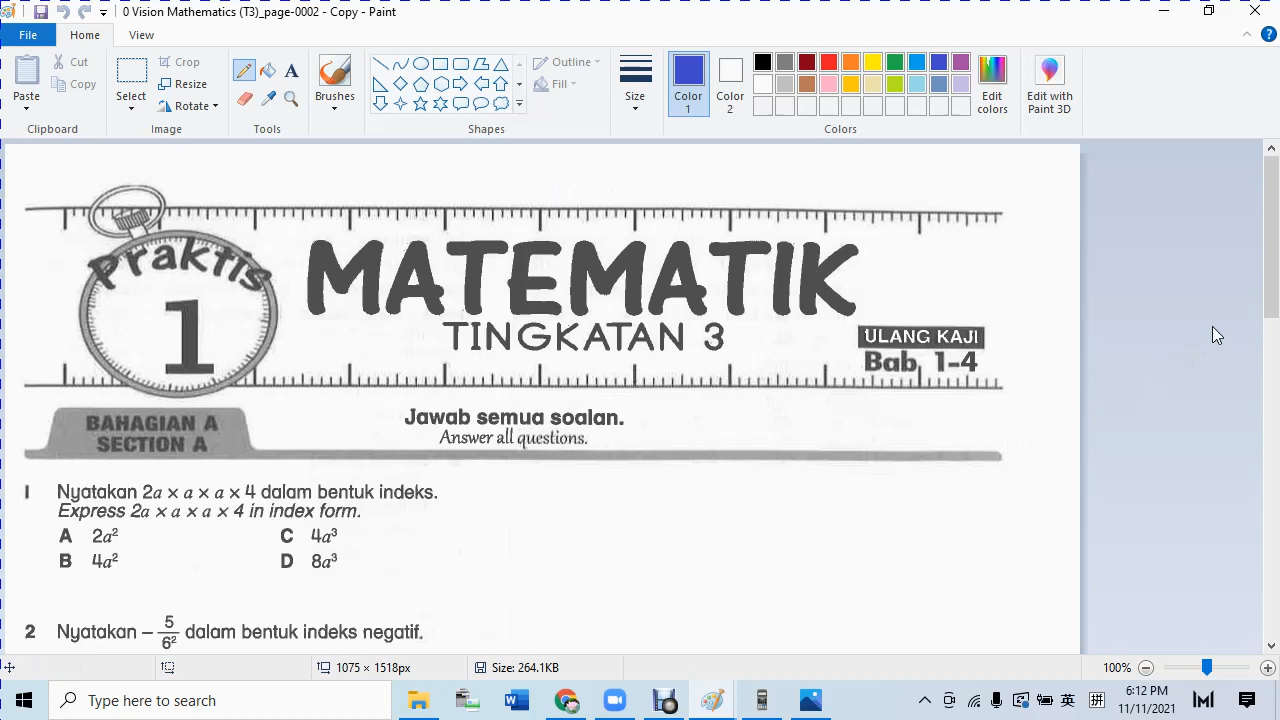 0 Vision Mathematics (T3)_page-0002 - Copy - Paint
File Home View
Paste Cut Copy Select Crop Resize Rotate Brushes Outline Fill Size Color 1 Color 2 Edit colors Edit with Paint 3D
Clipboard Image Tools Shapes Colors
Praktis
1
MATEMATIK
TINGKATAN 3
ULANG KAJI
Bab 1-4
BAHAGIAN A
SECTION A
Jawab semua soalan.
Answer all questions.
1 Nyatakan 2a × a × a × 4 dalam bentuk indeks.
Express 2a × a × a × 4 in index form.
A 2a² C 4a³
B 4a² D 8a³
2 Nyatakan – 5/6² dalam bentuk indeks negatif.
1075 × 1518px Size: 264.1KB 100%
Type here to search
英 拼 6:12 PM
11/11/2021